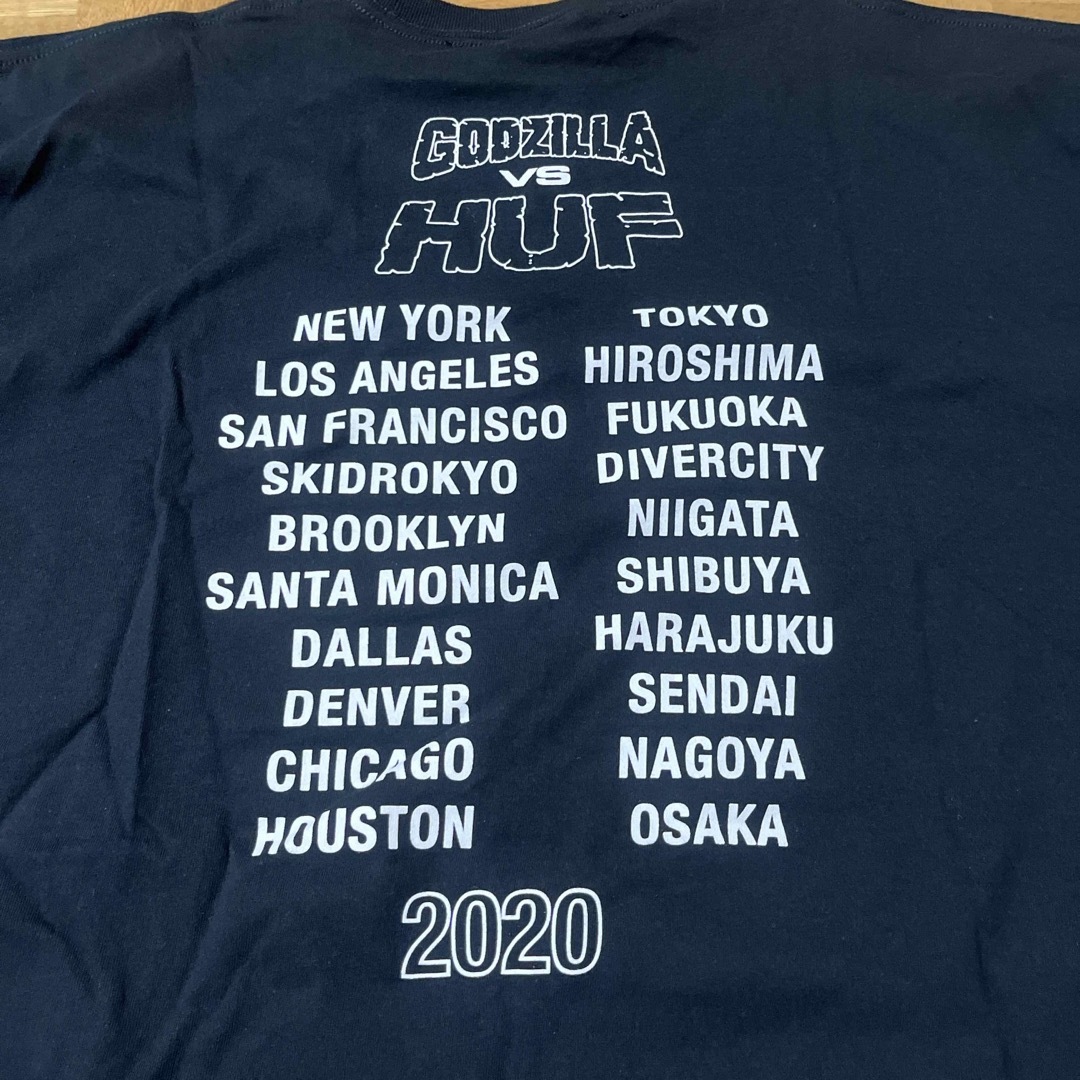 GODZILLA
VS
HUF
NEW YORK
LOS ANGELES
SAN FRANCISCO
SKIDROKYO
BROOKLYN
SANTA MONICA
DALLAS
DENVER
CHICAGO
HOUSTON
TOKYO
HIROSHIMA
FUKUOKA
DIVERCITY
NIIGATA
SHIBUYA
HARAJUKU
SENDAI
NAGOYA
OSAKA
2020